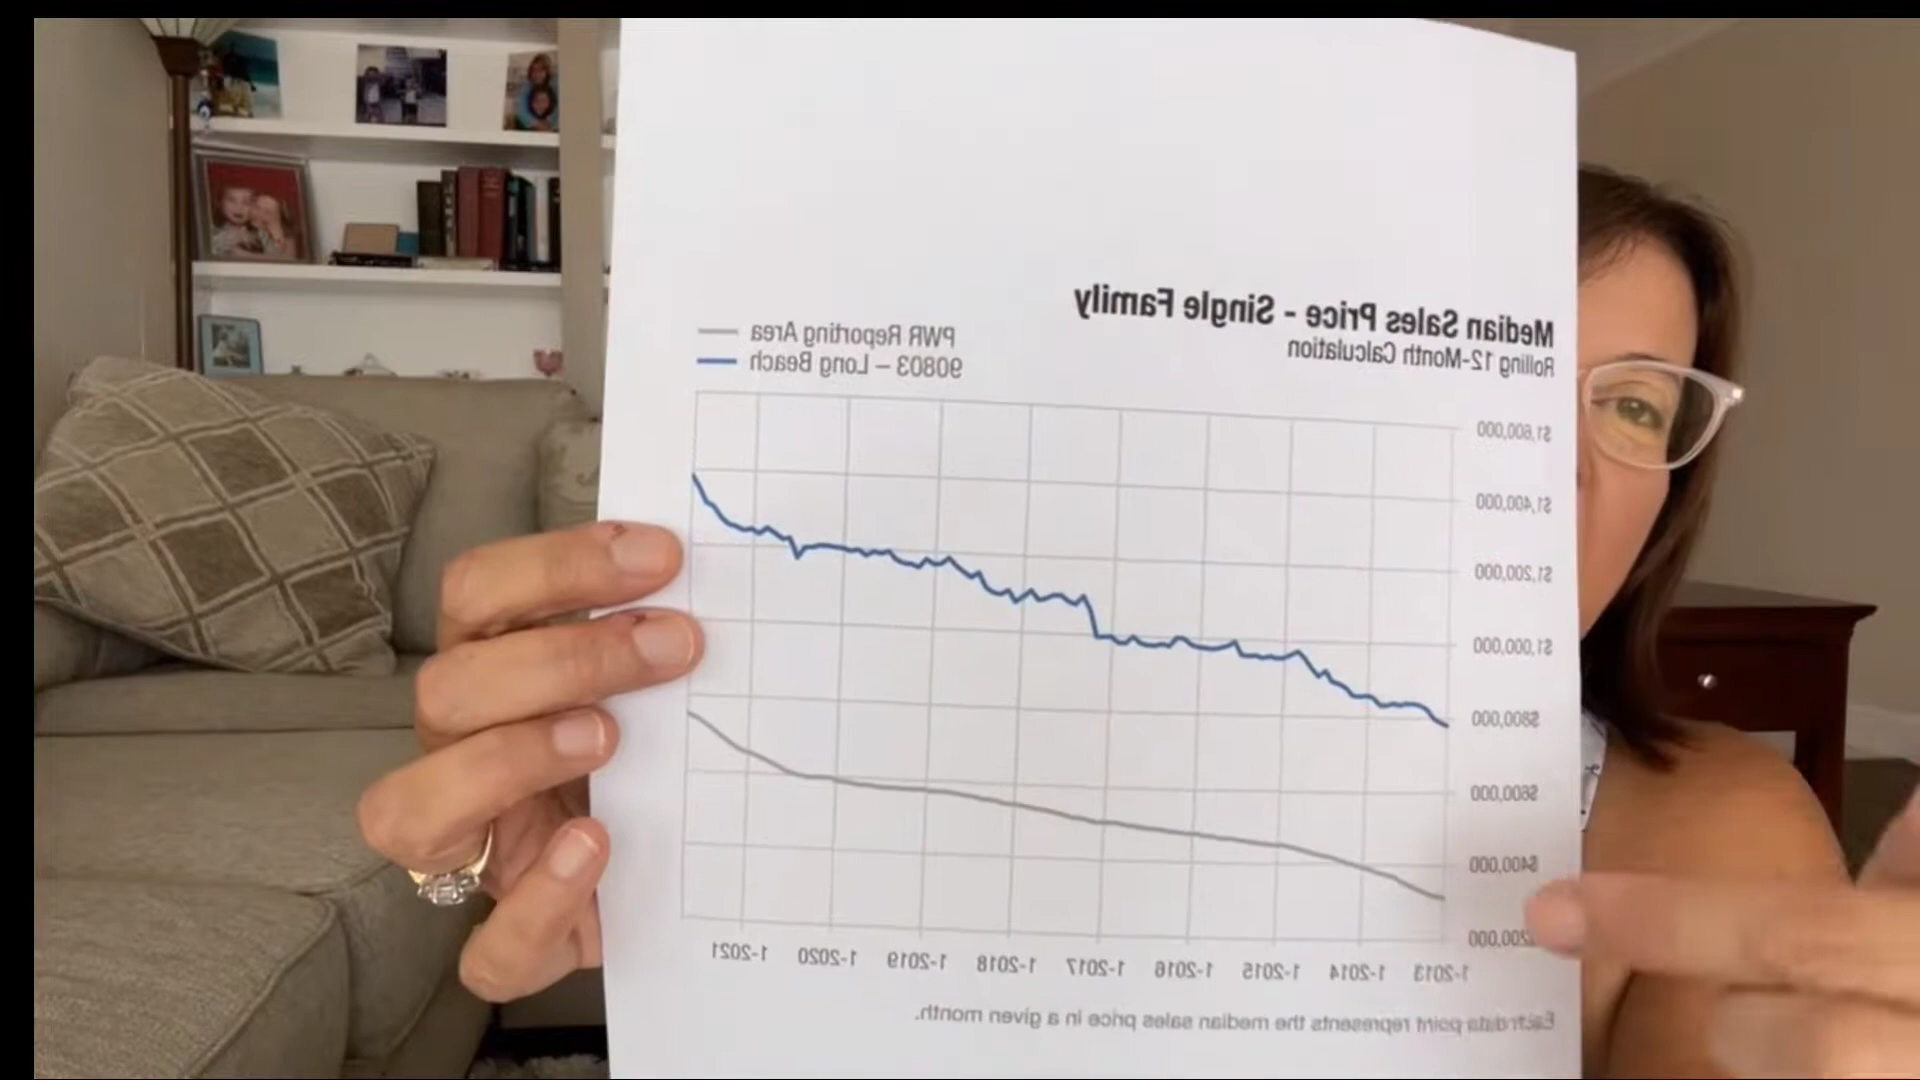 Median Sales Price - Single Family
Rolling 12-Month Calculation
PWR Reporting Area
90803 – Long Beach
$1,600,000
$1,400,000
$1,200,000
$1,000,000
$800,000
$600,000
$400,000
1-2013 1-2014 1-2015 1-2016 1-2017 1-2018 1-2019 1-2020 1-2021
Each data point represents the median sales price in a given month.